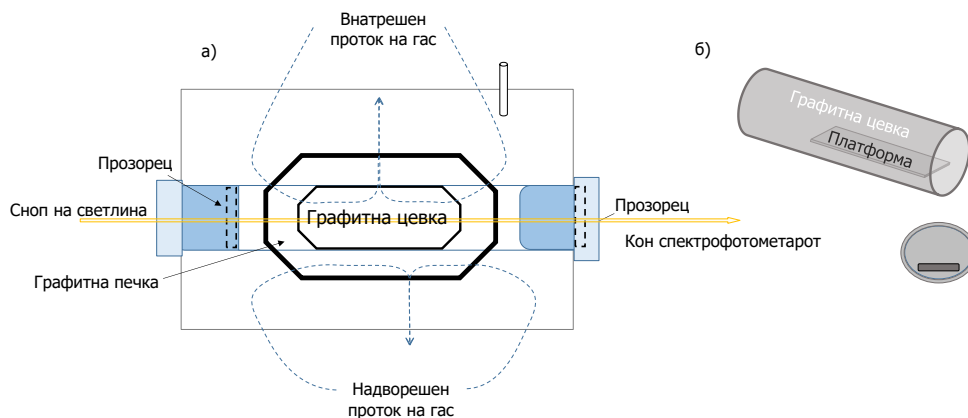 Внатрешен
проток на гас
а)
б)
Графитна цевка
Платформа
Прозорец
Сноп на светлина
Графитна цевка
Прозорец
Кон спектрофотометарот
Графитна печка
Надворешен
проток на гас